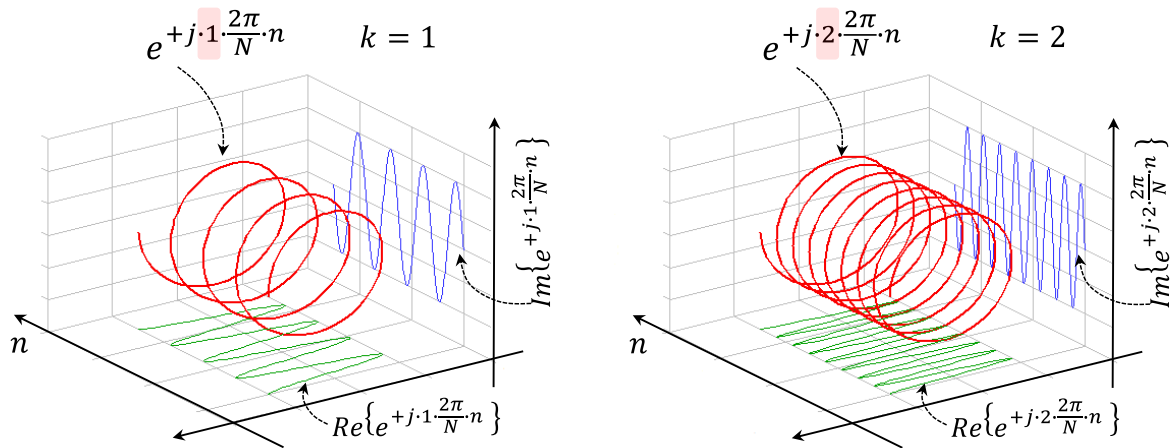 e^{+j·1·\frac{2π}{N}·n}
k = 1
Im{e^{+j·1·\frac{2π}{N}·n}}
n
Re{e^{+j·1·\frac{2π}{N}·n}}
e^{+j·2·\frac{2π}{N}·n}
k = 2
Im{e^{+j·2·\frac{2π}{N}·n}}
n
Re{e^{+j·2·\frac{2π}{N}·n}}